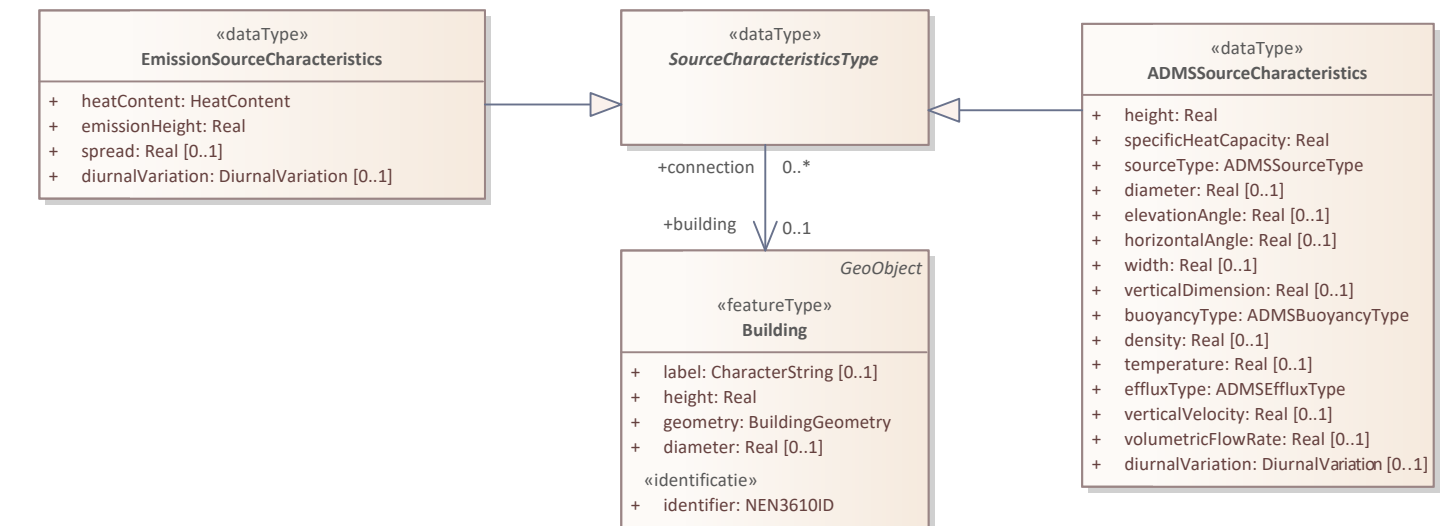 «dataType»
EmissionSourceCharacteristics
+ heatContent: HeatContent
+ emissionHeight: Real
+ spread: Real [0..1]
+ diurnalVariation: DiurnalVariation [0..1]
«dataType»
SourceCharacteristicsType
+connection 0..*
+building 0..1
GeoObject
«featureType»
Building
+ label: CharacterString [0..1]
+ height: Real
+ geometry: BuildingGeometry
+ diameter: Real [0..1]
«identificatie»
+ identifier: NEN3610ID
«dataType»
ADMSSourceCharacteristics
+ height: Real
+ specificHeatCapacity: Real
+ sourceType: ADMSSourceType
+ diameter: Real [0..1]
+ elevationAngle: Real [0..1]
+ horizontalAngle: Real [0..1]
+ width: Real [0..1]
+ verticalDimension: Real [0..1]
+ buoyancyType: ADMSBuoyancyType
+ density: Real [0..1]
+ temperature: Real [0..1]
+ effluxType: ADMSEffluxType
+ verticalVelocity: Real [0..1]
+ volumetricFlowRate: Real [0..1]
+ diurnalVariation: DiurnalVariation [0..1]